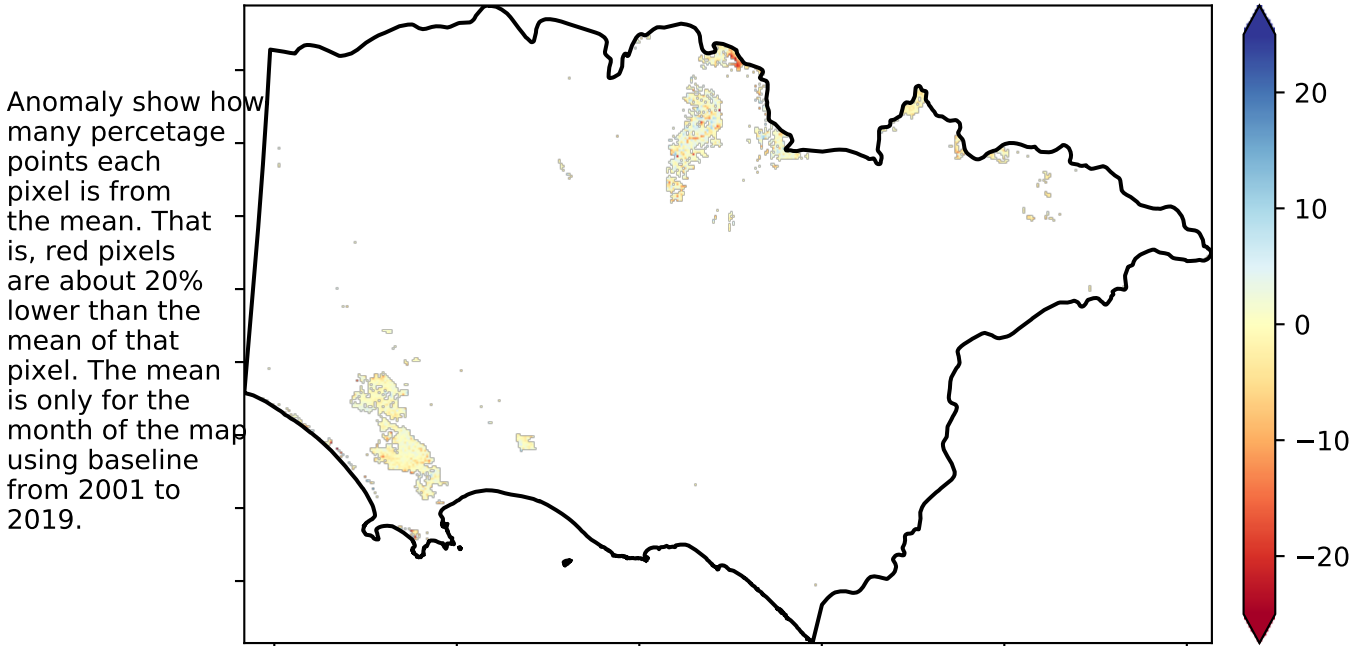 Anomaly show how
many percetage
points each
pixel is from
the mean. That
is, red pixels
are about 20%
lower than the
mean of that
pixel. The mean
is only for the
month of the map
using baseline
from 2001 to
2019.
20
10
0
−10
−20